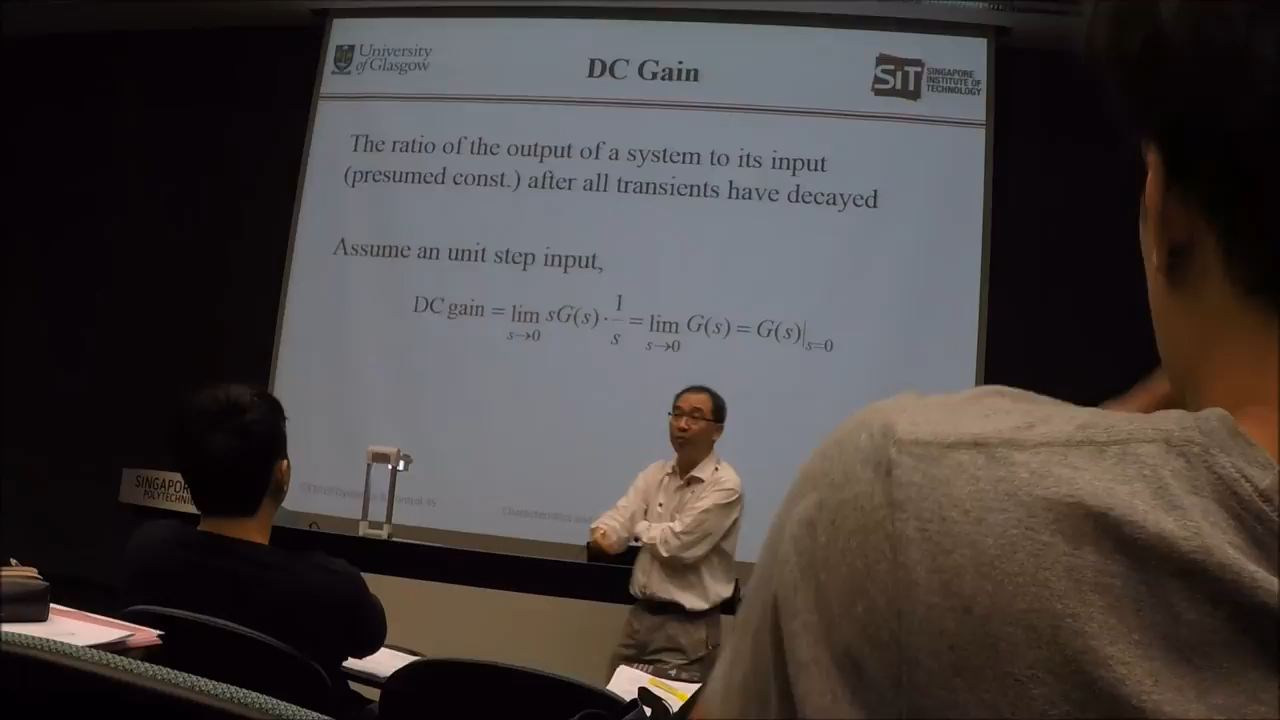 University
of Glasgow
DC Gain
SiT
SINGAPORE
INSTITUTE OF
TECHNOLOGY
The ratio of the output of a system to its input
(presumed const.) after all transients have decayed
Assume an unit step input,
DC gain = lim s→0 sG(s) · 1/s = lim s→0 G(s) = G(s)|s=0
SINGAPOR
POLYTECHNI